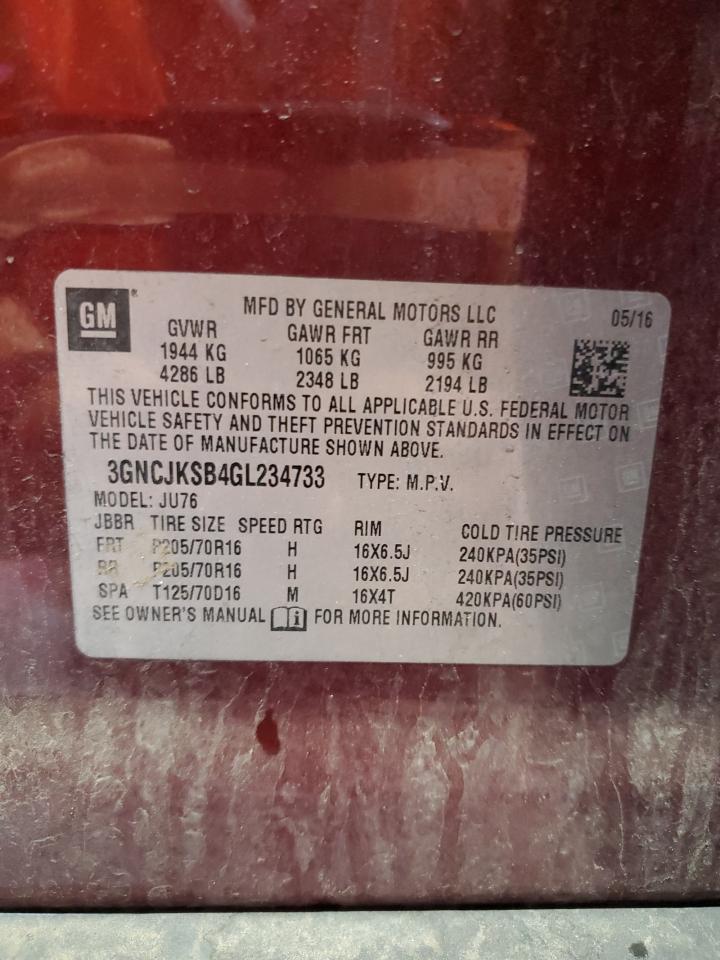 GM
MFD BY GENERAL MOTORS LLC 05/16
GVWR GAWR FRT GAWR RR
1944 KG 1065 KG 995 KG
4286 LB 2348 LB 2194 LB
THIS VEHICLE CONFORMS TO ALL APPLICABLE U.S. FEDERAL MOTOR
VEHICLE SAFETY AND THEFT PREVENTION STANDARDS IN EFFECT ON
THE DATE OF MANUFACTURE SHOWN ABOVE.
3GNCJKSB4GL234733 TYPE: M.P.V.
MODEL: JU76
JBBR TIRE SIZE SPEED RTG RIM COLD TIRE PRESSURE
FRT P205/70R16 H 16X6.5J 240KPA(35PSI)
RR P205/70R16 H 16X6.5J 240KPA(35PSI)
SPA T125/70D16 M 16X4T 420KPA(60PSI)
SEE OWNER'S MANUAL FOR MORE INFORMATION.